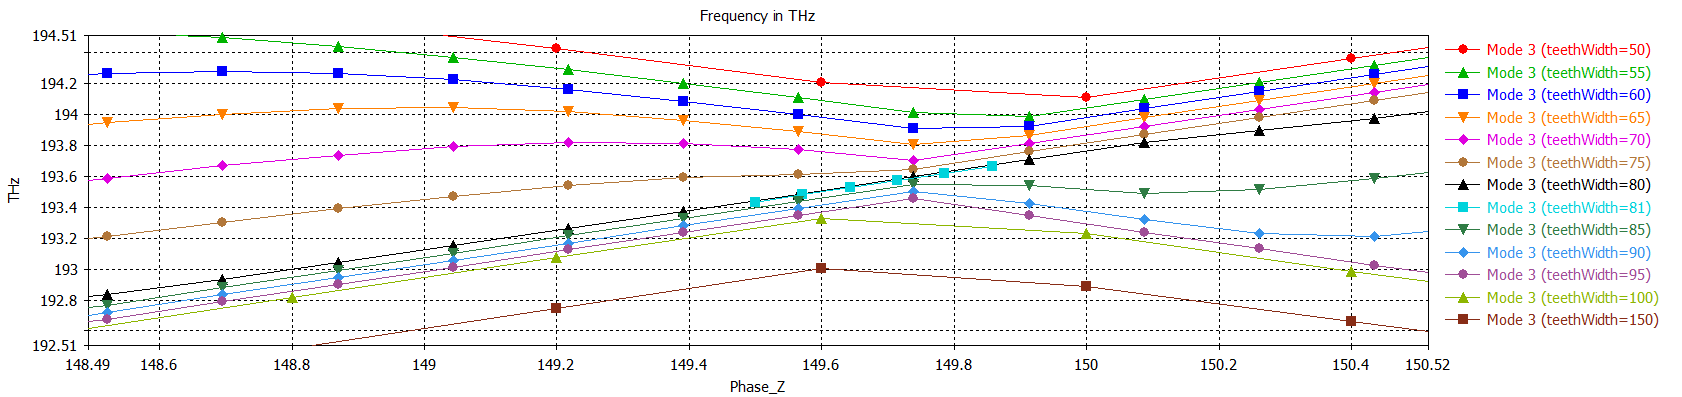 Frequency in THz
194.51
194.2
194
193.8
193.6
193.4
193.2
193
192.8
192.51
THz
148.49 148.6 148.8 149 149.2 149.4 149.6 149.8 150 150.2 150.4 150.52
Phase_Z
Mode 3 (teethWidth=50)
Mode 3 (teethWidth=55)
Mode 3 (teethWidth=60)
Mode 3 (teethWidth=65)
Mode 3 (teethWidth=70)
Mode 3 (teethWidth=75)
Mode 3 (teethWidth=80)
Mode 3 (teethWidth=81)
Mode 3 (teethWidth=85)
Mode 3 (teethWidth=90)
Mode 3 (teethWidth=95)
Mode 3 (teethWidth=100)
Mode 3 (teethWidth=150)